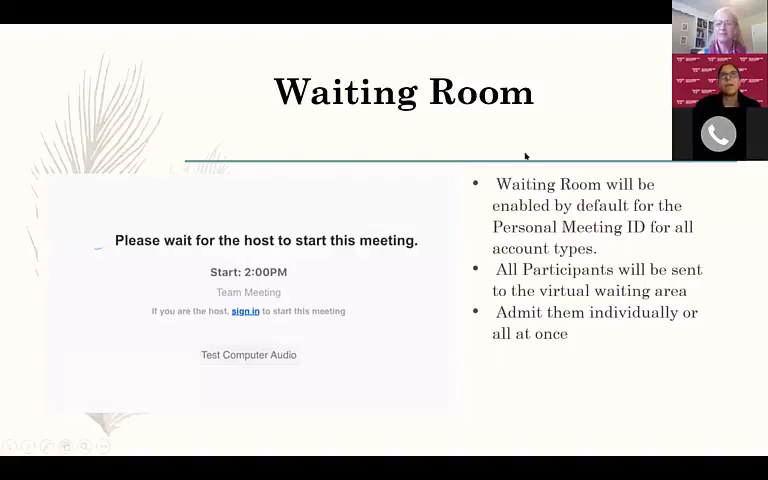 Waiting Room
Please wait for the host to start this meeting.
Start: 2:00PM
Team Meeting
If you are the host, sign in to start this meeting
Test Computer Audio
• Waiting Room will be
enabled by default for the
Personal Meeting ID for all
account types.
• All Participants will be sent
to the virtual waiting area
• Admit them individually or
all at once